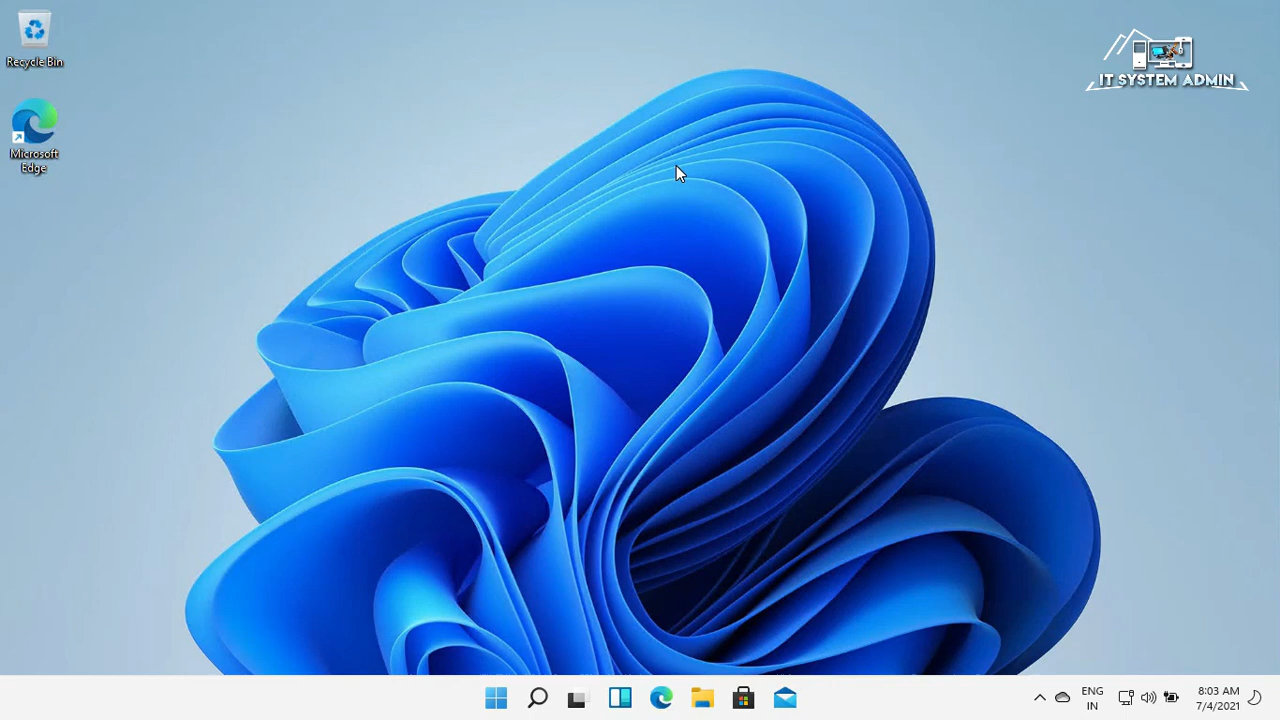 Recycle Bin
IT SYSTEM ADMIN
Microsoft
Edge
ENG
IN
8:03 AM
7/4/2021